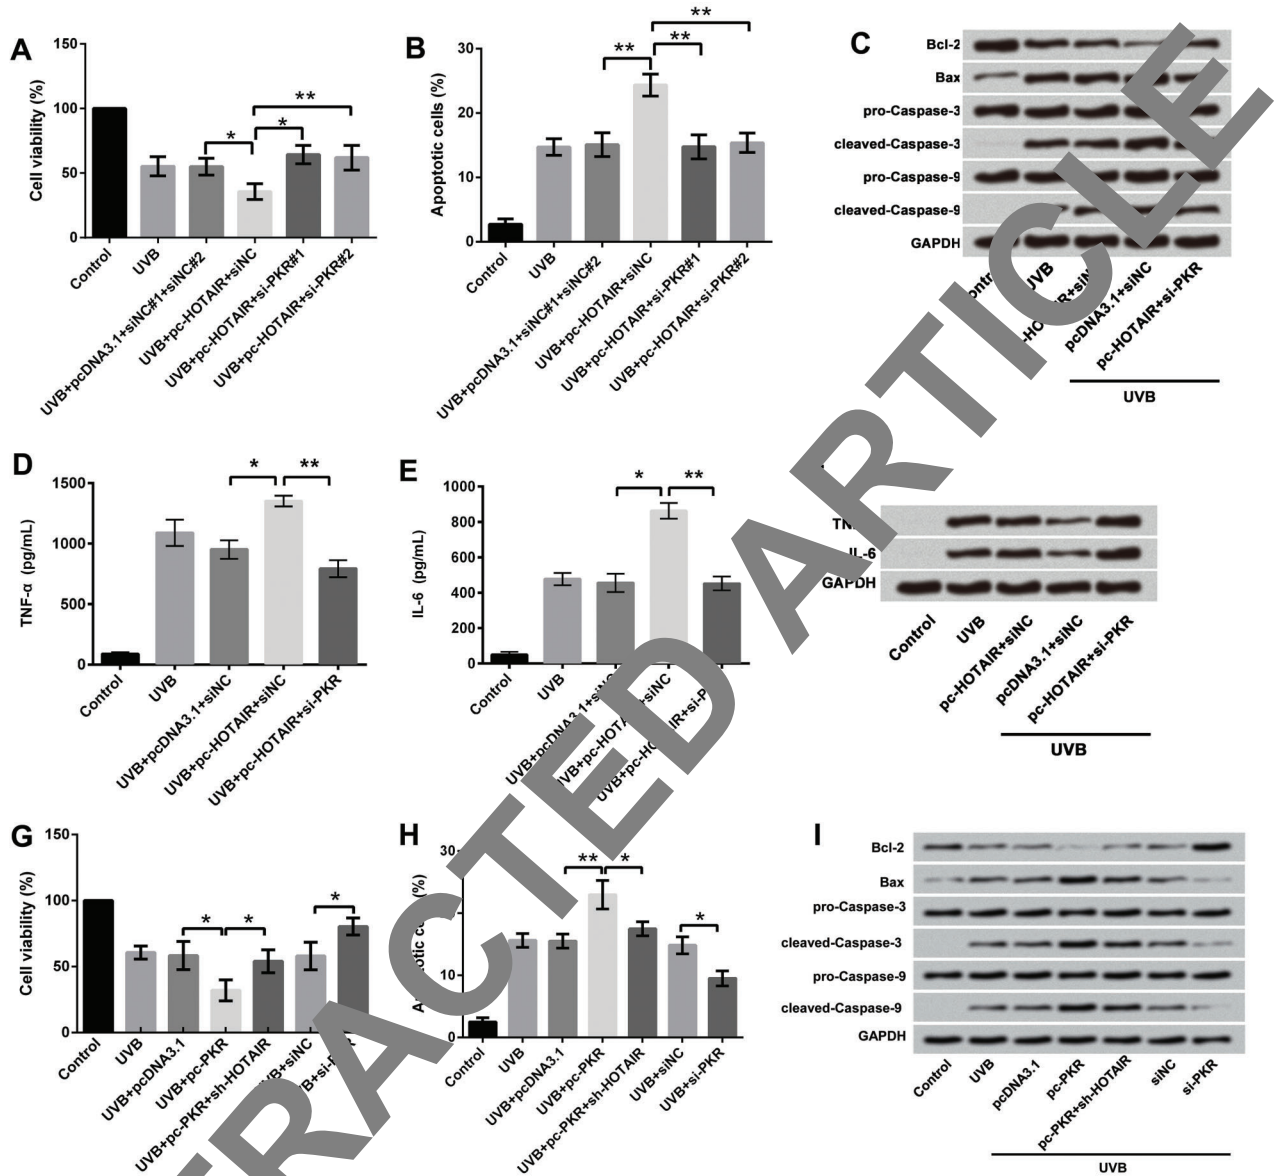 A
150
100
50
0
Cell viability (%)
*
*
**
Control
UVB
UVB+pcDNA3.1+siNC#1+siNC#2
UVB+pc-HOTAIR+siNC
UVB+pc-HOTAIR+si-PKR#1
UVB+pc-HOTAIR+si-PKR#2
B
30
20
10
0
Apoptotic cells (%)
**
**
**
Control
UVB
UVB+pcDNA3.1+siNC#1+siNC#2
UVB+pc-HOTAIR+siNC
UVB+pc-HOTAIR+si-PKR#1
UVB+pc-HOTAIR+si-PKR#2
C
Bcl-2
Bax
pro-Caspase-3
cleaved-Caspase-3
pro-Caspase-9
cleaved-Caspase-9
GAPDH
UVB
pcDNA3.1+siNC
pc-HOTAIR+si-PKR
UVB
D
1500
1000
500
0
TNF-α (pg/mL)
*
**
Control
UVB
UVB+pcDNA3.1+siNC
UVB+pc-HOTAIR+siNC
UVB+pc-HOTAIR+si-PKR
E
1000
800
600
400
200
0
IL-6 (pg/mL)
*
**
Control
UVB
IL-6
GAPDH
Control
UVB
pc-HOTAIR+siNC
pcDNA3.1+siNC
pc-HOTAIR+si-PKR
UVB
G
150
100
50
0
Cell viability (%)
*
*
*
Control
UVB
UVB+pcDNA3.1
UVB+pc-PKR
UVB+pc-PKR+sh-HOTAIR
H
30
10
0
**
*
*
Control
UVB
UVB+pcDNA3.1
UVB+pc-PKR
UVB+pc-PKR+sh-HOTAIR
UVB+siNC
UVB+si-PKR
I
Bcl-2
Bax
pro-Caspase-3
cleaved-Caspase-3
pro-Caspase-9
cleaved-Caspase-9
GAPDH
Control
UVB
pcDNA3.1
pc-PKR
pc-PKR+sh-HOTAIR
siNC
si-PKR
UVB
TRACTED ARTICLE